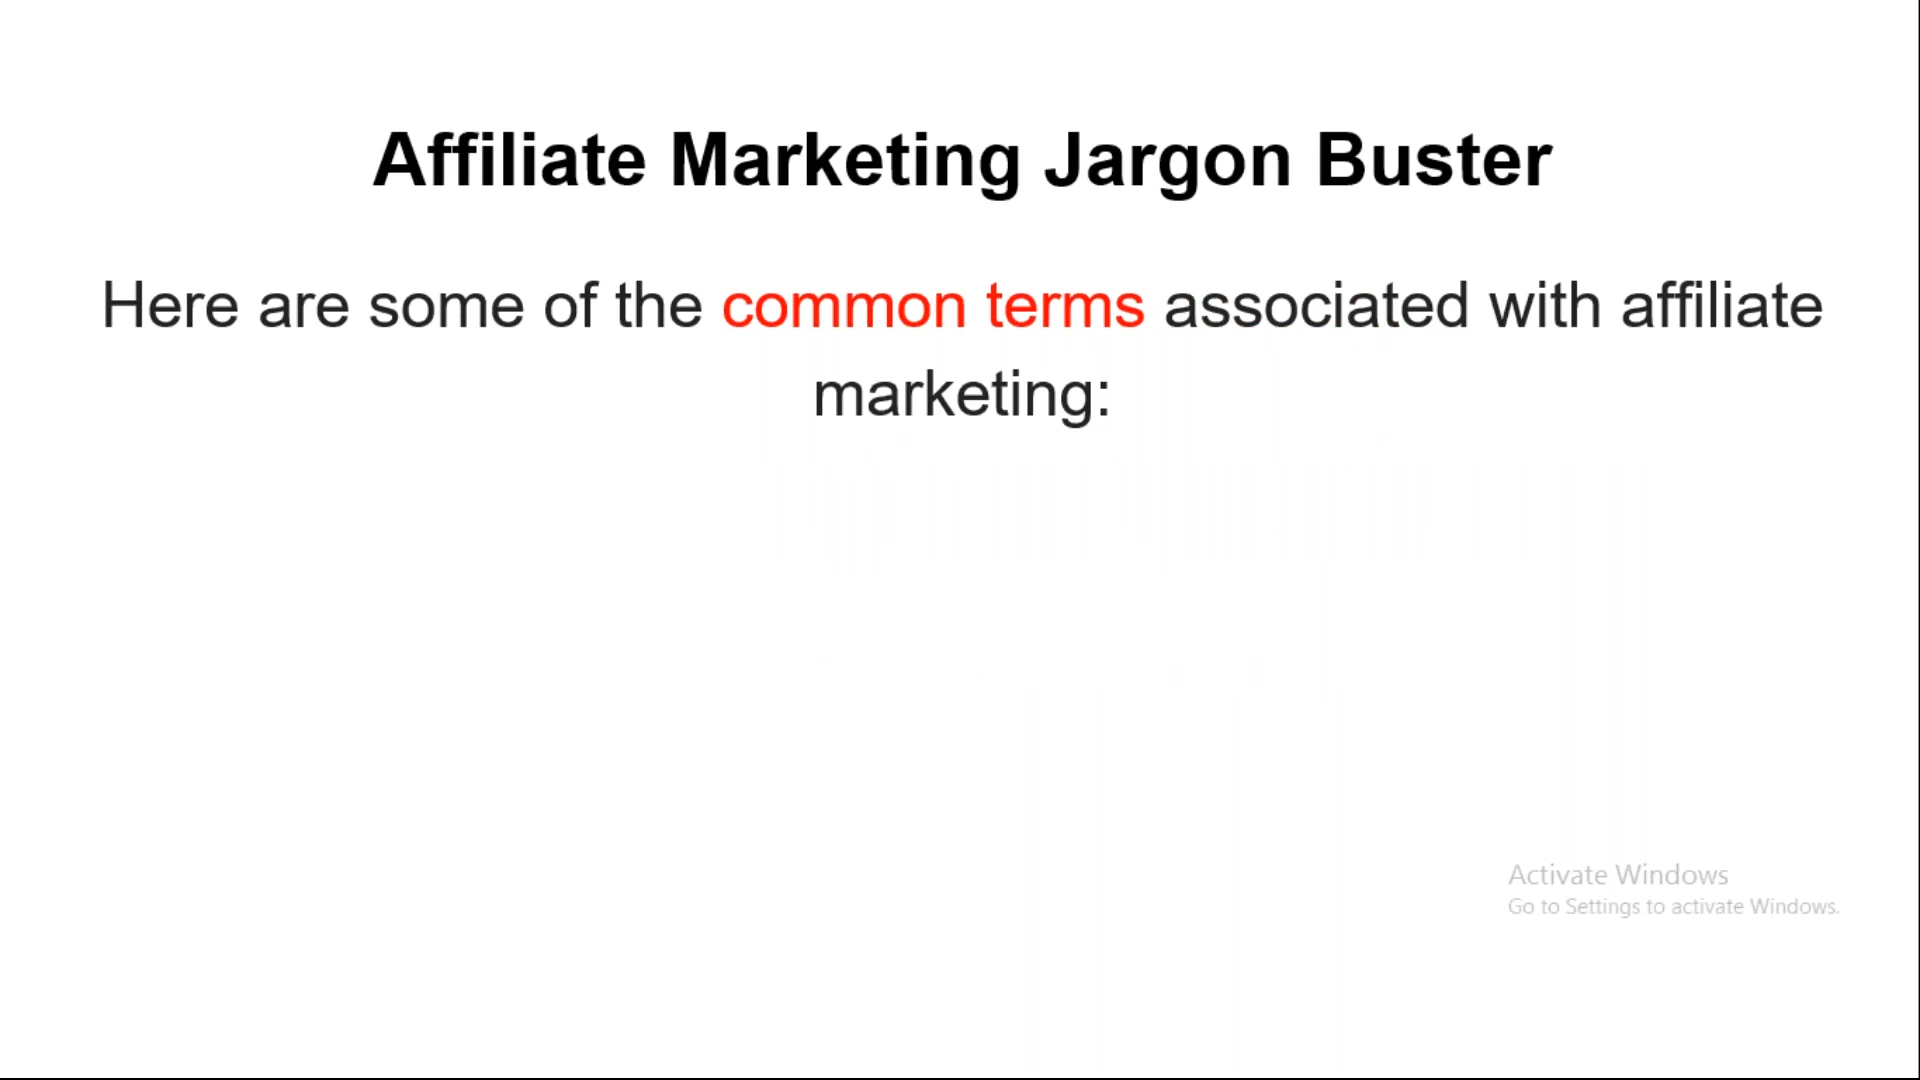 Affiliate Marketing Jargon Buster
Here are some of the common terms associated with affiliate
marketing:
Activate Windows
Go to Settings to activate Windows.